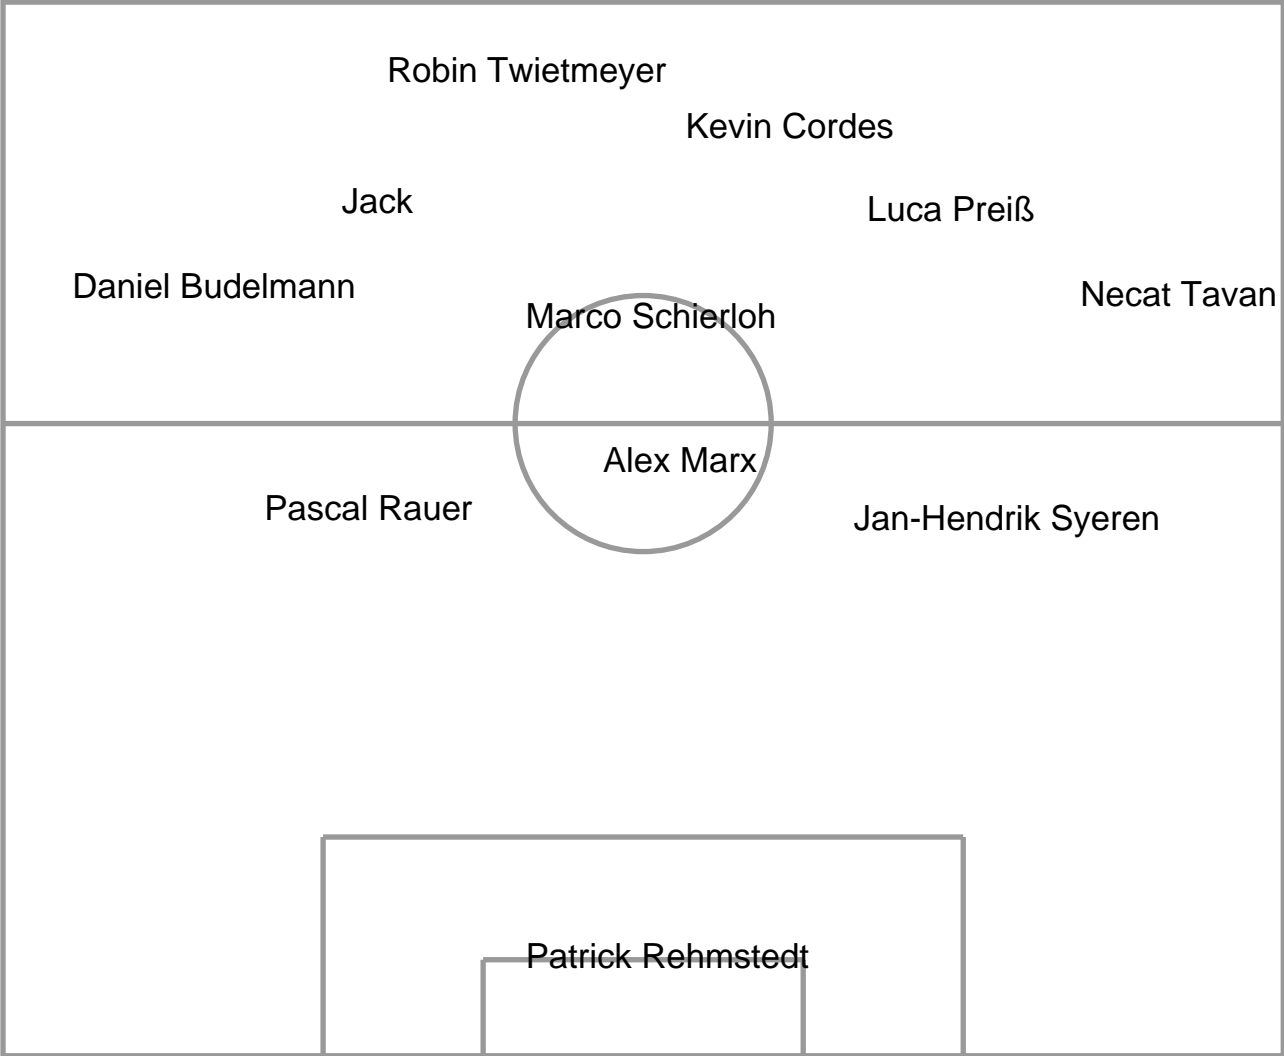 Robin Twietmeyer
Kevin Cordes
Jack
Luca Preiß
Daniel Budelmann
Necat Tavan
Marco Schierloh
Alex Marx
Pascal Rauer
Jan-Hendrik Syeren
Patrick Rehmstedt